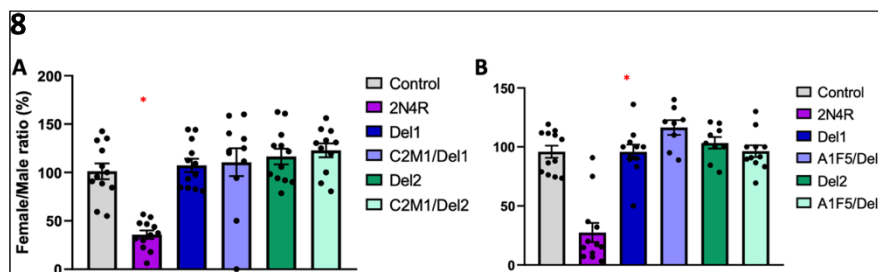 8
A
B
Female/Male ratio (%)
200
150
100
50
0
*
Control
2N4R
Del1
C2M1/Del1
Del2
C2M1/Del2
150
100
50
0
*
Control
2N4R
Del1
A1F5/Del
Del2
A1F5/Del